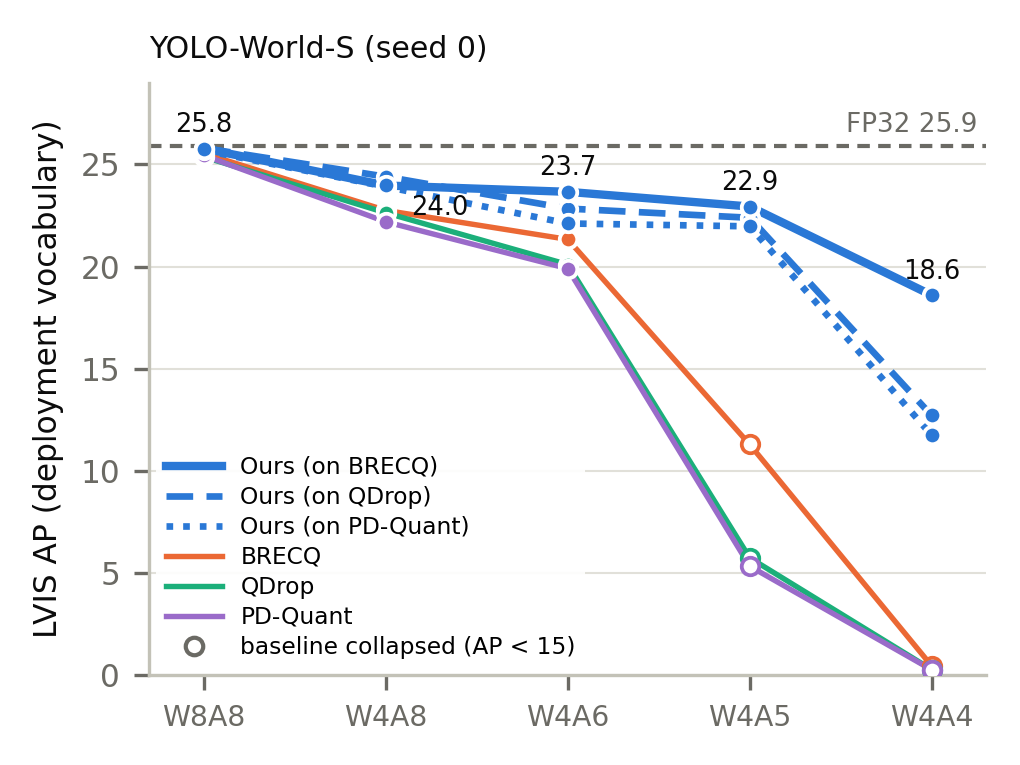 YOLO-World-S (seed 0)
LVIS AP (deployment vocabulary)
25
20
15
10
5
0
25.8
24.0
23.7
22.9
18.6
FP32 25.9
Ours (on BRECQ)
Ours (on QDrop)
Ours (on PD-Quant)
BRECQ
QDrop
PD-Quant
baseline collapsed (AP < 15)
W8A8
W4A8
W4A6
W4A5
W4A4